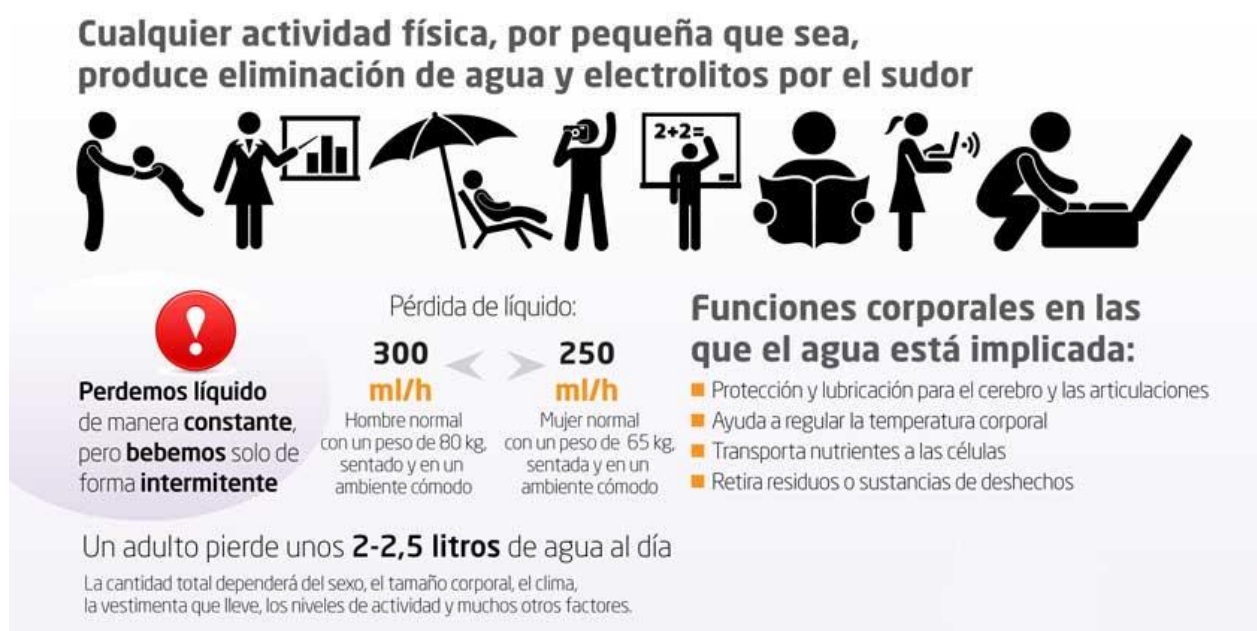 Cualquier actividad física, por pequeña que sea,
produce eliminación de agua y electrolitos por el sudor
2+2=
Perdemos líquido
de manera constante,
pero bebemos solo de
forma intermitente
Pérdida de líquido:
300
ml/h
Hombre normal
con un peso de 80 kg,
sentado y en un
ambiente cómodo
250
ml/h
Mujer normal
con un peso de 65 kg,
sentada y en un
ambiente cómodo
Funciones corporales en las
que el agua está implicada:
Protección y lubricación para el cerebro y las articulaciones
Ayuda a regular la temperatura corporal
Transporta nutrientes a las células
Retira residuos o sustancias de deshechos
Un adulto pierde unos 2-2,5 litros de agua al día
La cantidad total dependerá del sexo, el tamaño corporal, el clima,
la vestimenta que lleve, los niveles de actividad y muchos otros factores.